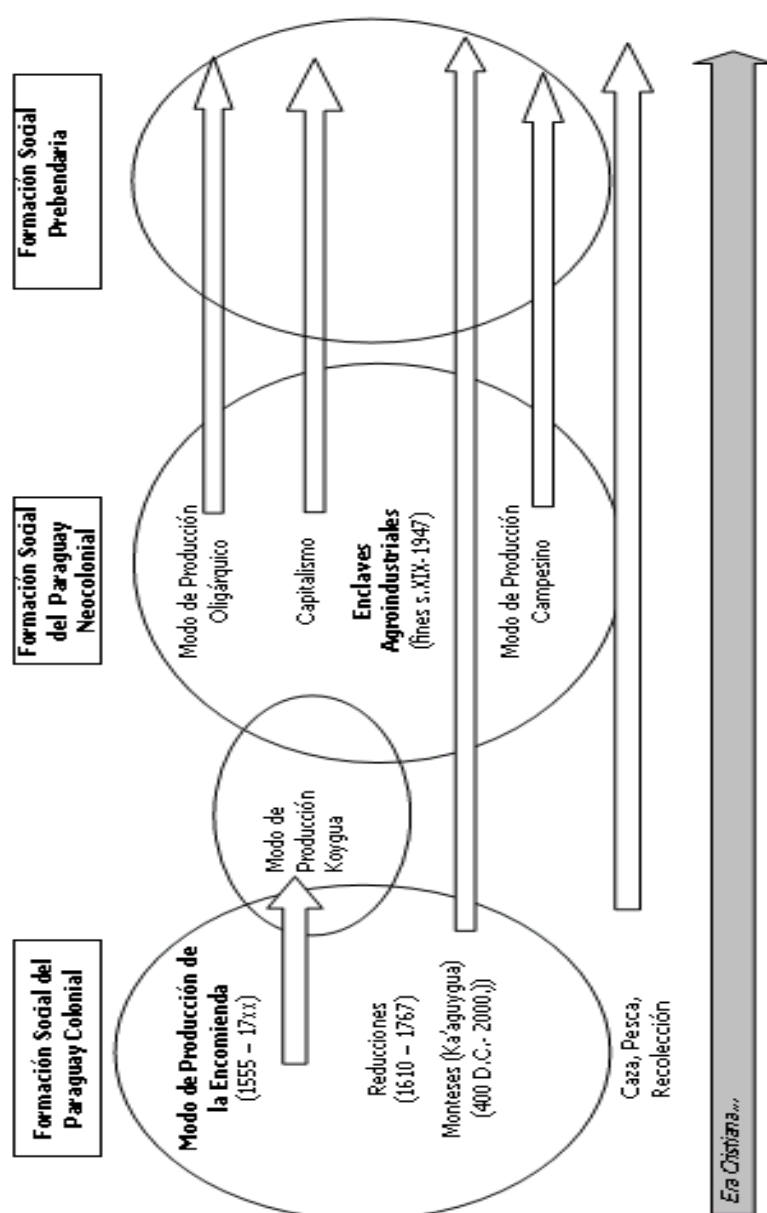 Formación Social del
Paraguay Colonial
Formación Social
del Paraguay
Neocolonial
Formación Social
Prebendaria
Modo de Producción de
la Encomienda
(1555 – 17xx)
Reducciones
(1610 – 1767)
Monteses (Ka'aguygua)
(400 D.C.- 2000,))
Caza, Pesca,
Recolección
Modo de
Producción
Koygua
Modo de Producción
Oligárquico
Capitalismo
Enclaves
Agroindustriales
(fines s.XIX-1947)
Modo de Producción
Campesino
Era Cristiana...